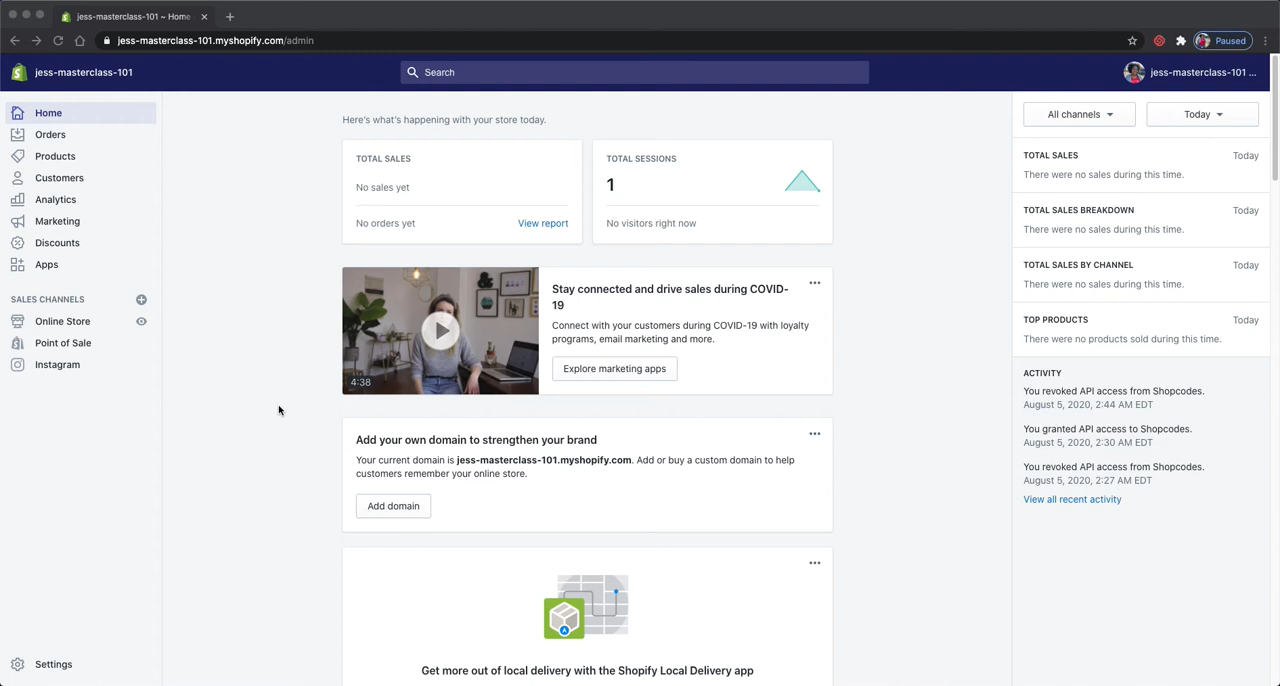 jess-masterclass-101 ~ Home
jess-masterclass-101.myshopify.com/admin
Paused
jess-masterclass-101
Search
jess-masterclass-101 ...
Home
Orders
Products
Customers
Analytics
Marketing
Discounts
Apps
SALES CHANNELS
Online Store
Point of Sale
Instagram
Settings
Here's what's happening with your store today.
TOTAL SALES
No sales yet
No orders yet
View report
TOTAL SESSIONS
1
No visitors right now
4:38
Stay connected and drive sales during COVID-
19
Connect with your customers during COVID-19 with loyalty
programs, email marketing and more.
Explore marketing apps
Add your own domain to strengthen your brand
Your current domain is jess-masterclass-101.myshopify.com. Add or buy a custom domain to help
customers remember your online store.
Add domain
Get more out of local delivery with the Shopify Local Delivery app
All channels
Today
TOTAL SALES Today
There were no sales during this time.
TOTAL SALES BREAKDOWN Today
There were no sales during this time.
TOTAL SALES BY CHANNEL Today
There were no sales during this time.
TOP PRODUCTS Today
There were no products sold during this time.
ACTIVITY
You revoked API access from Shopcodes.
August 5, 2020, 2:44 AM EDT
You granted API access to Shopcodes.
August 5, 2020, 2:30 AM EDT
You revoked API access from Shopcodes.
August 5, 2020, 2:27 AM EDT
View all recent activity